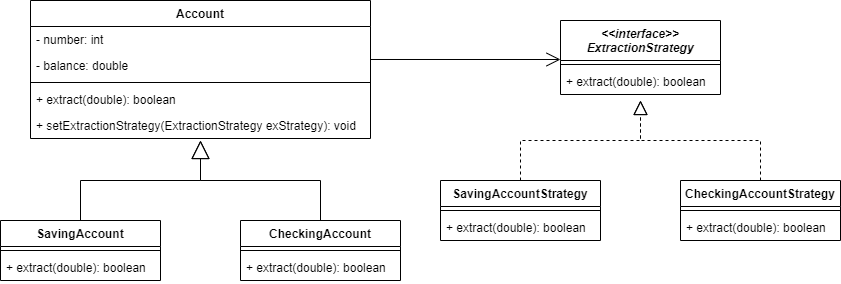 Account
- number: int
- balance: double
+ extract(double): boolean
+ setExtractionStrategy(ExtractionStrategy exStrategy): void
<<interface>>
ExtractionStrategy
+ extract(double): boolean
SavingAccount
+ extract(double): boolean
CheckingAccount
+ extract(double): boolean
SavingAccountStrategy
+ extract(double): boolean
CheckingAccountStrategy
+ extract(double): boolean